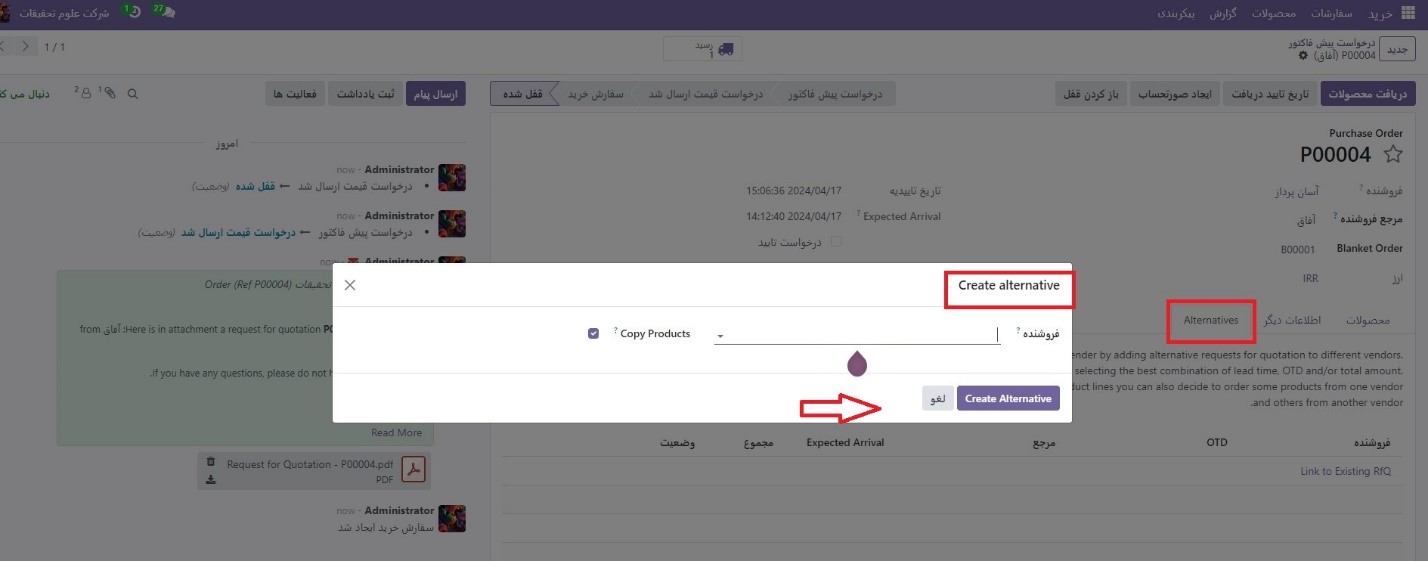 خرید سفارشات محصولات گزارش پیکربندی
27 1 شرکت علوم تحقیقات
جدید
درخواست پیش فاکتور
P00004 (آفاق)
رسید
1
1 / 1
دریافت محصولات تاریخ تایید دریافت ایجاد صورتحساب باز کردن قفل
درخواست پیش فاکتور درخواست قیمت ارسال شد سفارش خرید قفل شده
ارسال پیام ثبت یادداشت فعالیت ها
1 2
دنبال می
Purchase Order
P00004
فروشنده ? آسان پرداز
مرجع فروشنده ? آفاق
Blanket Order B00001
ارز IRR
تاریخ تاییدیه 2024/04/17 15:06:36
Expected Arrival ? 2024/04/17 14:12:40
درخواست تایید
محصولات اطلاعات دیگر Alternatives
ender by adding alternative requests for quotation to different vendors.
selecting the best combination of lead time, OTD and/or total amount.
duct lines you can also decide to order some products from one vendor
and others from another vendor.
فروشنده OTD مرجع Expected Arrival مجموع وضعیت
Link to Existing RfQ
Create alternative
فروشنده ?
Copy Products ?
Create Alternative لغو
امروز
Administrator - now
درخواست قیمت ارسال شد ← قفل شده (وضعیت)
Administrator - now
درخواست پیش فاکتور ← درخواست قیمت ارسال شد (وضعیت)
Administrator now
تحقیقات Order (Ref P00004)
from آفاق :Here is in attachment a request for quotation P0
If you have any questions, please do not h
Read More
Request for Quotation - P00004.pdf
PDF
Administrator - now
سفارش خرید ایجاد شد